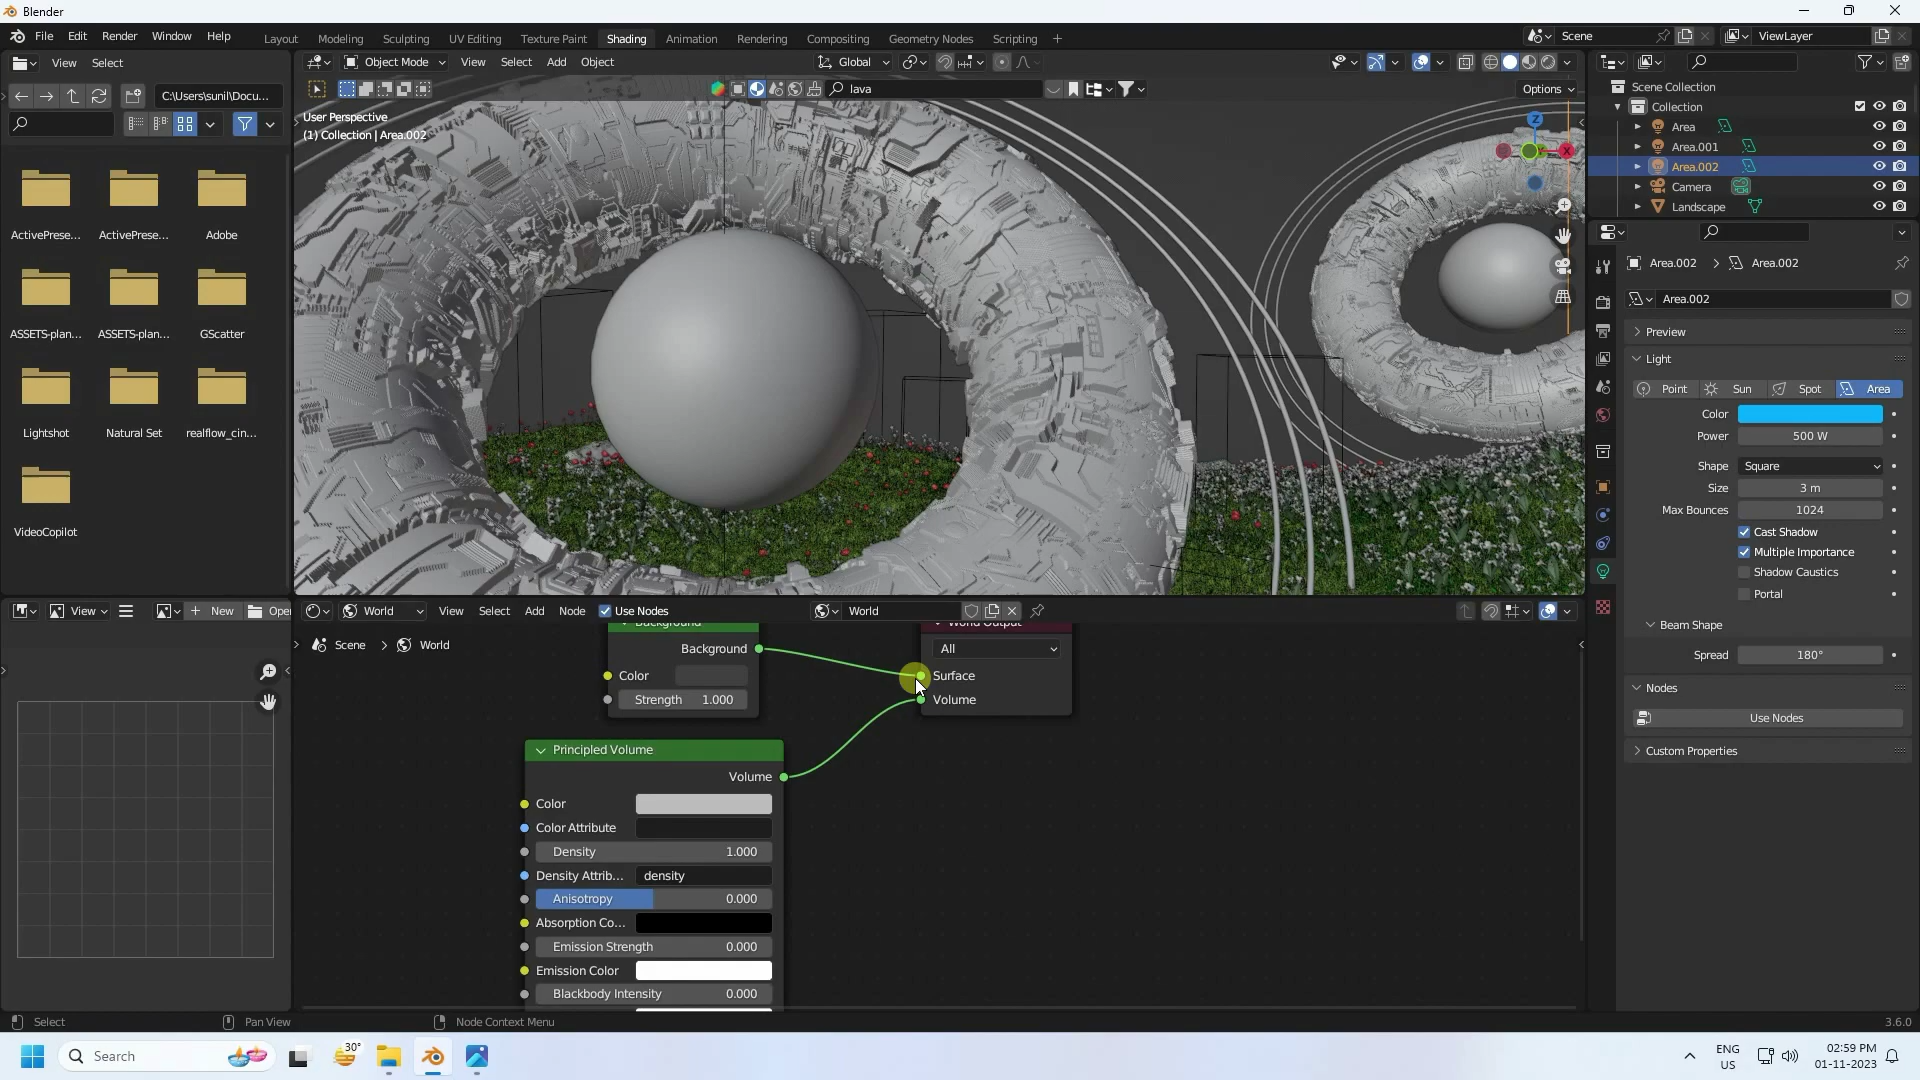 Blender
File Edit Render Window Help
Layout Modeling Sculpting UV Editing Texture Paint Shading Animation Rendering Compositing Geometry Nodes Scripting +
Scene
ViewLayer
View Select
Object Mode View Select Add Object
Global
C:\Users\sunil\Docu...
lava
Options
User Perspective
(1) Collection | Area.002
Z
X
ActivePrese...
ActivePrese...
Adobe
ASSETS-plan...
ASSETS-plan...
GScatter
Lightshot
Natural Set
realflow_cin...
VideoCopilot
Scene Collection
Collection
Area
Area.001
Area.002
Camera
Landscape
Area.002 > Area.002
Area.002
Preview
Light
Point Sun Spot Area
Color
Power 500 W
Shape Square
Size 3 m
Max Bounces 1024
Cast Shadow
Multiple Importance
Shadow Caustics
Portal
Beam Shape
Spread 180°
Nodes
Use Nodes
Custom Properties
View
+ New
Open
World
View Select Add Node Use Nodes
World
Scene > World
Background
Background
Color
Strength 1.000
World Output
All
Surface
Volume
Principled Volume
Volume
Color
Color Attribute
Density 1.000
Density Attrib... density
Anisotropy 0.000
Absorption Co...
Emission Strength 0.000
Emission Color
Blackbody Intensity 0.000
Select
Pan View
Node Context Menu
3.6.0
Search
30°
ENG
US
02:59 PM
01-11-2023